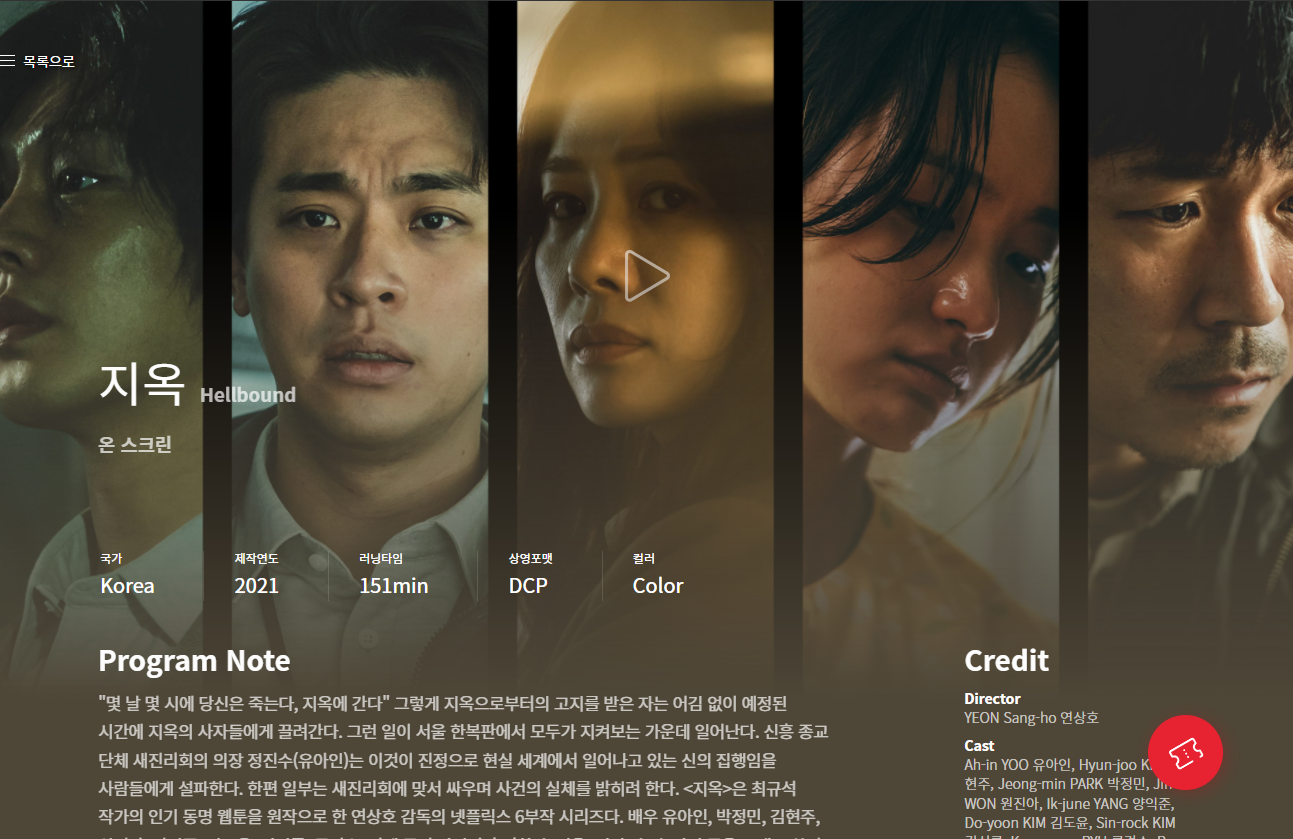 목록으로
지옥 Hellbound
온 스크린
국가 제작연도 러닝타임 상영포맷 컬러
Korea 2021 151min DCP Color
Program Note
"몇 날 몇 시에 당신은 죽는다, 지옥에 간다" 그렇게 지옥으로부터의 고지를 받은 자는 어김 없이 예정된
시간에 지옥의 사자들에게 끌려간다. 그런 일이 서울 한복판에서 모두가 지켜보는 가운데 일어난다. 신흥 종교
단체 새진리회의 의장 정진수(유아인)는 이것이 진정으로 현실 세계에서 일어나고 있는 신의 집행임을
사람들에게 설파한다. 한편 일부는 새진리회에 맞서 싸우며 사건의 실체를 밝히려 한다. <지옥>은 최규석
작가의 인기 동명 웹툰을 원작으로 한 연상호 감독의 넷플릭스 6부작 시리즈다. 배우 유아인, 박정민, 김현주,
Credit
Director
YEON Sang-ho 연상호
Cast
Ah-in YOO 유아인, Hyun-joo
현주, Jeong-min PARK 박정민,
WON 원진아, Ik-june YANG 양익준,
Do-yoon KIM 김도윤, Sin-rock KIM